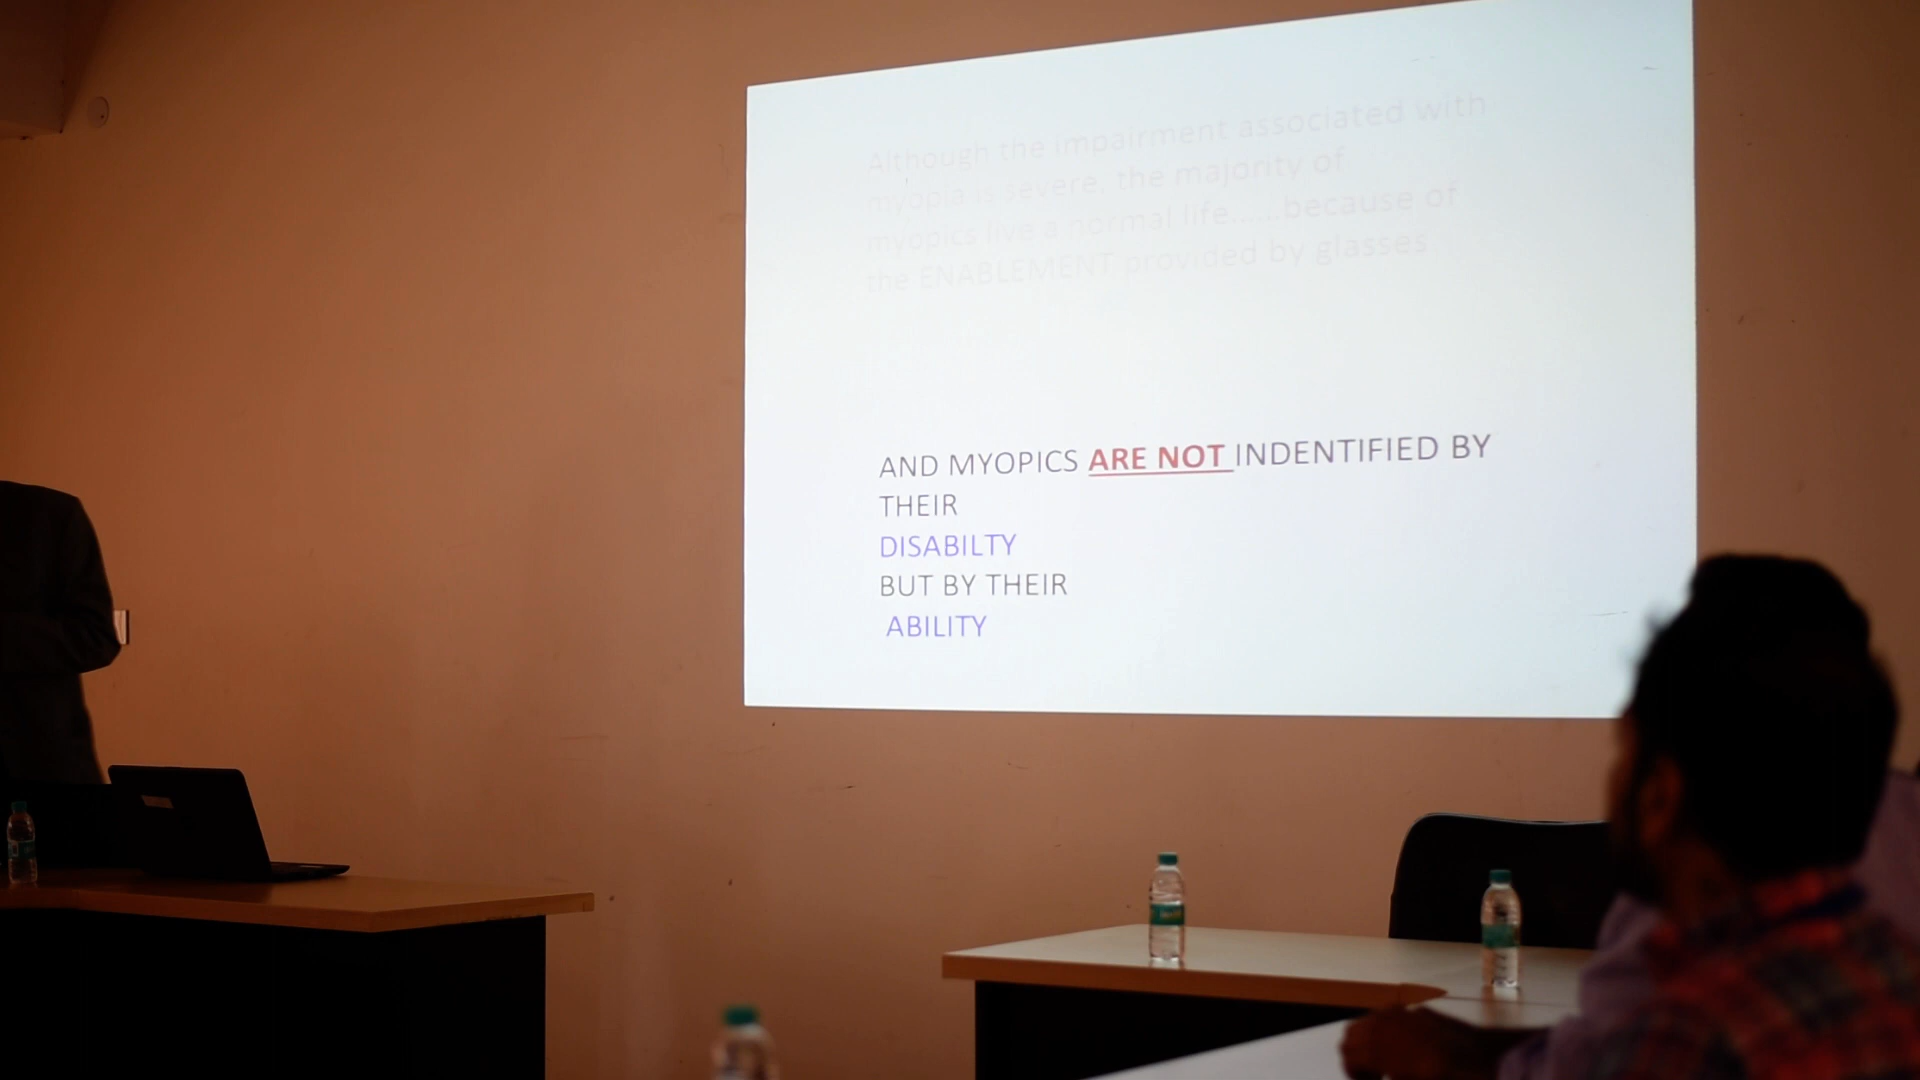 Although the impairment associated with
myopia is severe, the majority of
myopics live a normal life......because of
the ENABLEMENT provided by glasses
AND MYOPICS ARE NOT INDENTIFIED BY
THEIR
DISABILTY
BUT BY THEIR
ABILITY